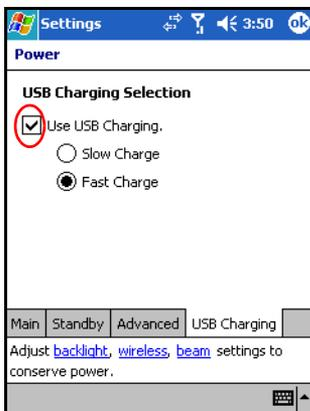 Settings 3:50 ok
Power
USB Charging Selection
Use USB Charging.
Slow Charge
Fast Charge
Main Standby Advanced USB Charging
Adjust backlight, wireless, beam settings to
conserve power.